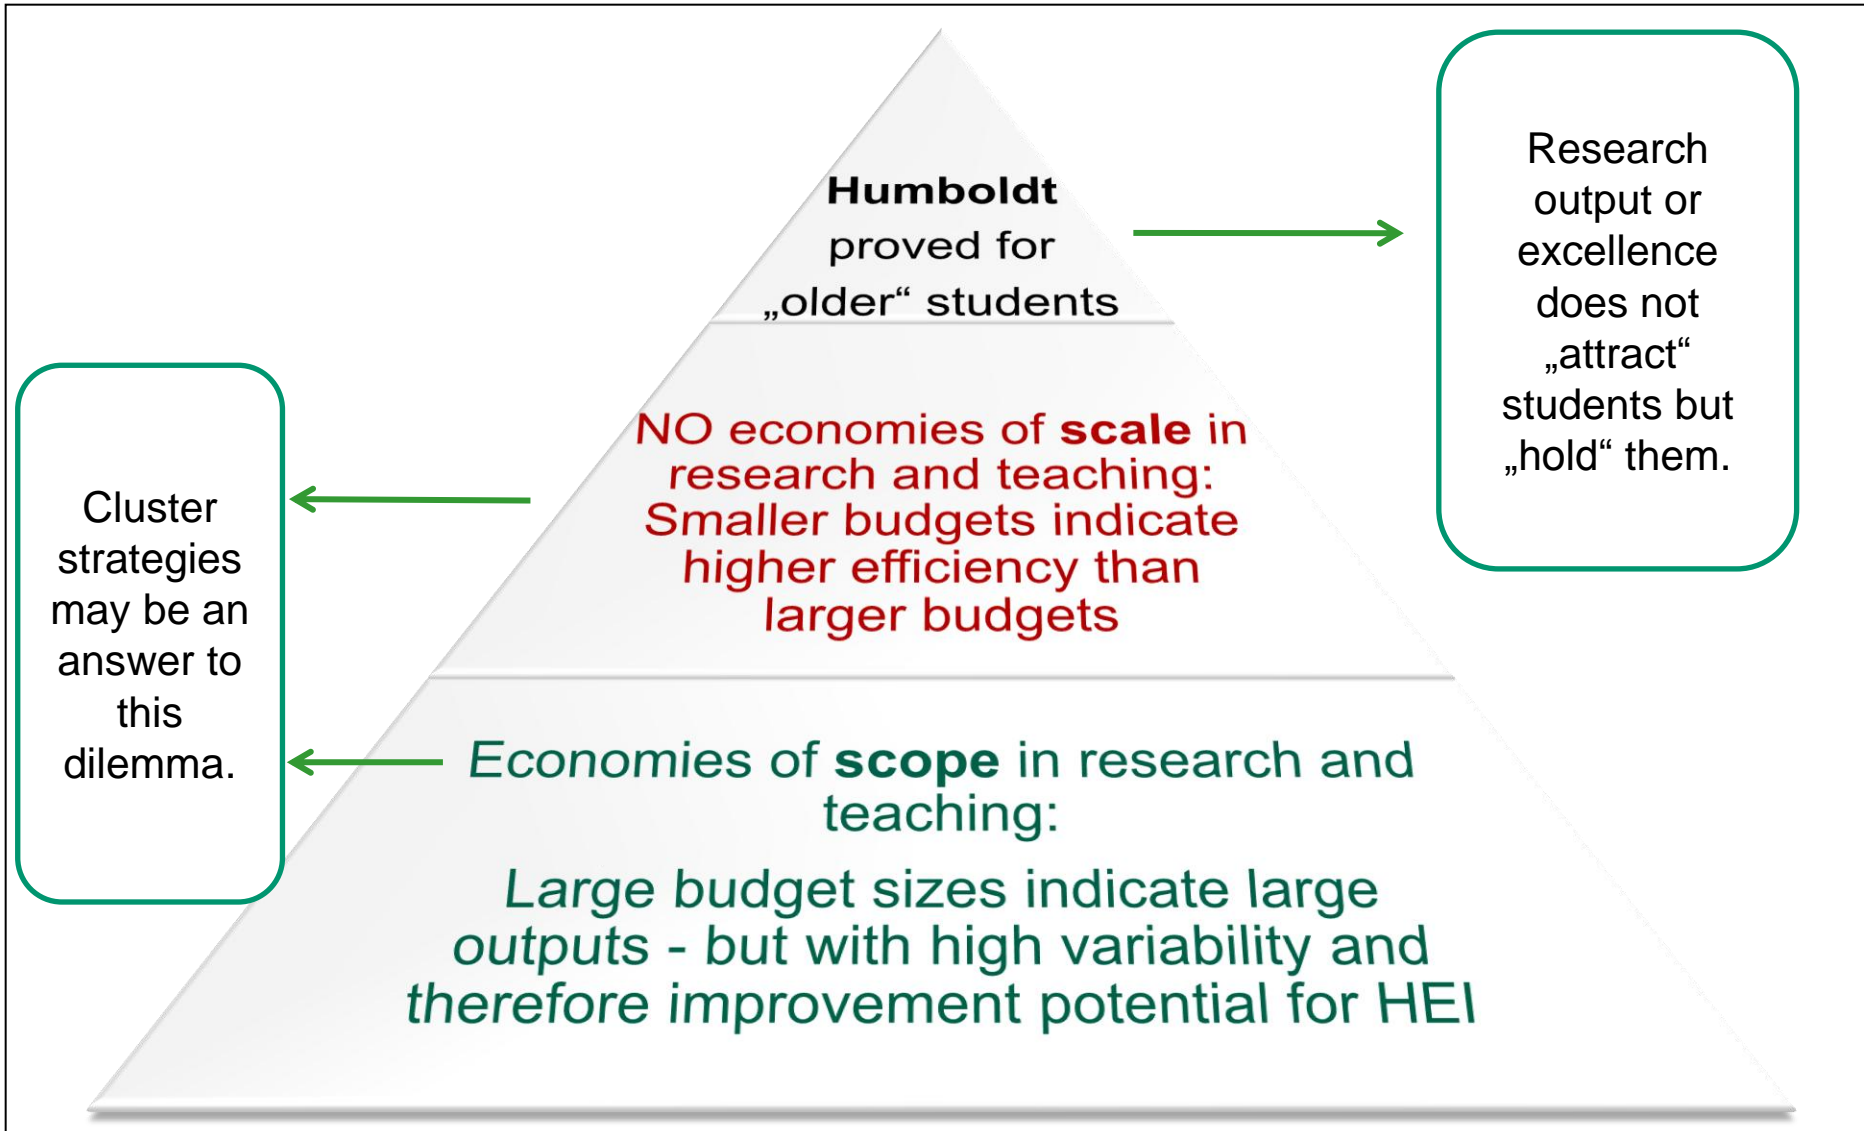 Humboldt
proved for
„older“ students
Research
output or
excellence
does not
„attract“
students but
„hold“ them.
NO economies of scale in
research and teaching:
Smaller budgets indicate
higher efficiency than
larger budgets
Cluster
strategies
may be an
answer to
this
dilemma.
Economies of scope in research and
teaching:
Large budget sizes indicate large
outputs - but with high variability and
therefore improvement potential for HEI